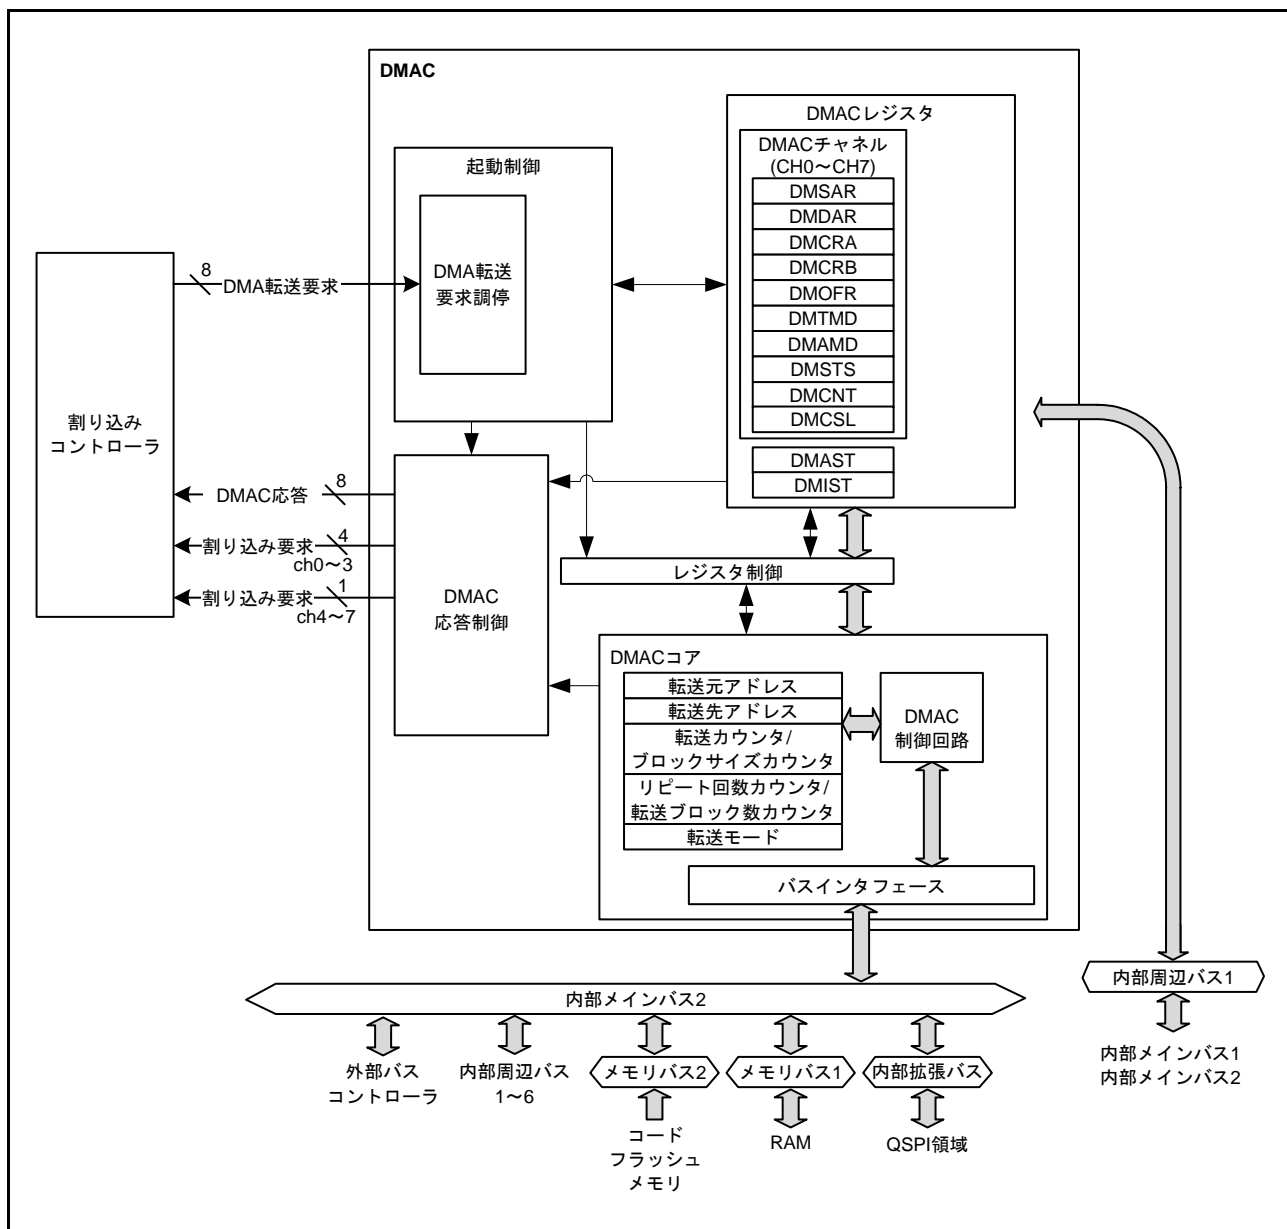 DMAC
DMACレジスタ
DMACチャネル
(CH0～CH7)
DMSAR
DMDAR
DMCRA
DMCRB
DMOFR
DMTMD
DMAMD
DMSTS
DMCNT
DMCSL
DMAST
DMIST
起動制御
DMA転送
要求調停
8
DMA転送要求
割り込み
コントローラ
DMAC応答
8
割り込み要求
4
ch0～3
割り込み要求
1
ch4～7
DMAC
応答制御
レジスタ制御
DMACコア
転送元アドレス
転送先アドレス
転送カウンタ/
ブロックサイズカウンタ
リピート回数カウンタ/
転送ブロック数カウンタ
転送モード
DMAC
制御回路
バスインタフェース
内部メインバス2
内部周辺バス1
外部バス
コントローラ
内部周辺バス
1～6
メモリバス2
メモリバス1
内部拡張バス
コード
フラッシュ
メモリ
RAM
QSPI領域
内部メインバス1
内部メインバス2